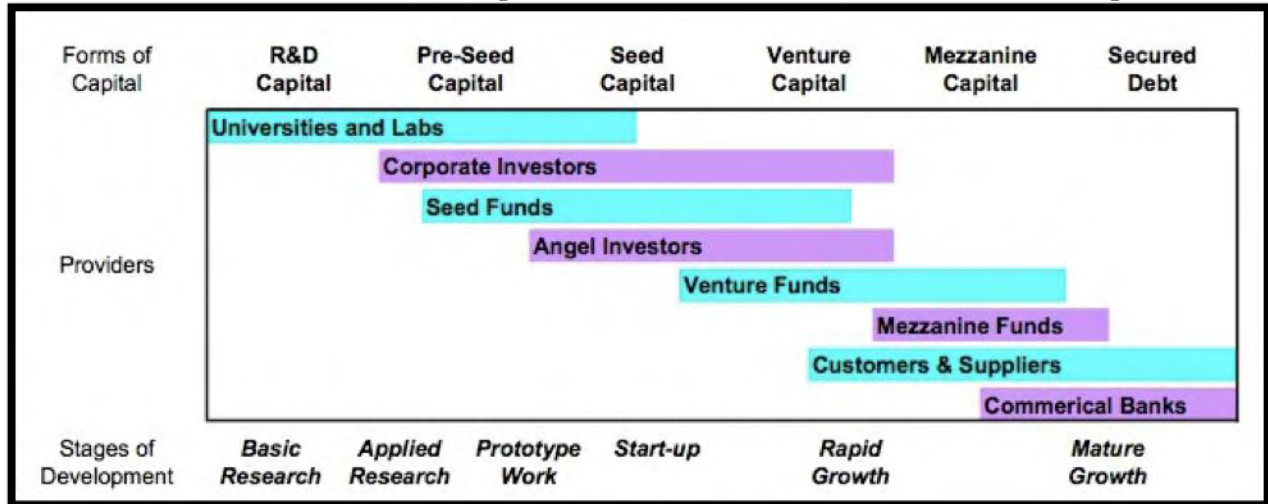 Forms of Capital
R&D Capital
Pre-Seed Capital
Seed Capital
Venture Capital
Mezzanine Capital
Secured Debt
Universities and Labs
Corporate Investors
Seed Funds
Angel Investors
Providers
Venture Funds
Mezzanine Funds
Customers & Suppliers
Commerical Banks
Stages of Development
Basic Research
Applied Research
Prototype Work
Start-up
Rapid Growth
Mature Growth